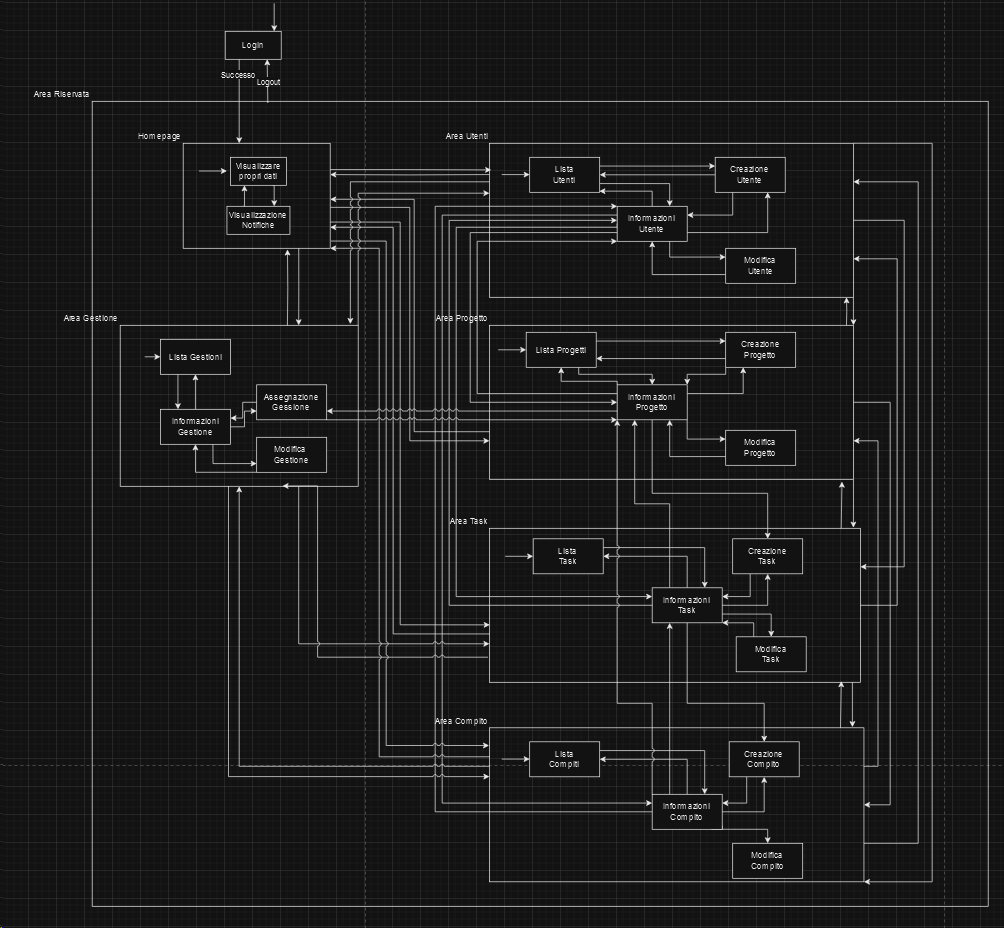 Login
Successo
Logout
Area Riservata
Homepage
Visualizzare
propri dati
Visualizzazione
Notifiche
Area Utenti
Lista
Utenti
Creazione
Utente
Informazioni
Utente
Modifica
Utente
Area Gestione
Lista Gestioni
Assegnazione
Gessione
Informazioni
Gestione
Modifica
Gestione
Area Progetto
Lista Progetti
Creazione
Progetto
Informazioni
Progetto
Modifica
Progetto
Area Task
Lista
Task
Creazione
Task
Informazioni
Task
Modifica
Task
Area Compito
Lista
Compiti
Creazione
Compito
Informazioni
Compito
Modifica
Compito